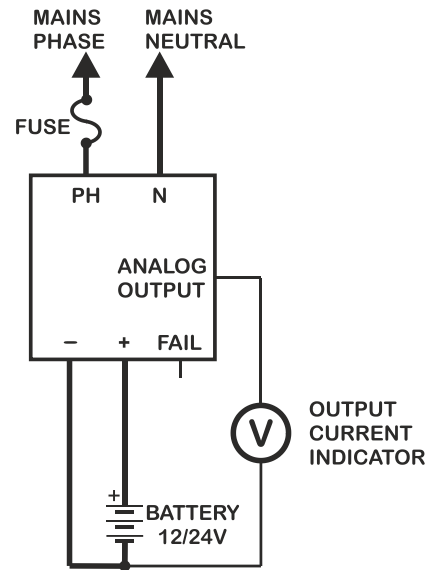 MAINS
PHASE
MAINS
NEUTRAL
FUSE
PH
N
ANALOG
OUTPUT
–
+
FAIL
V
OUTPUT
CURRENT
INDICATOR
+
BATTERY
12/24V